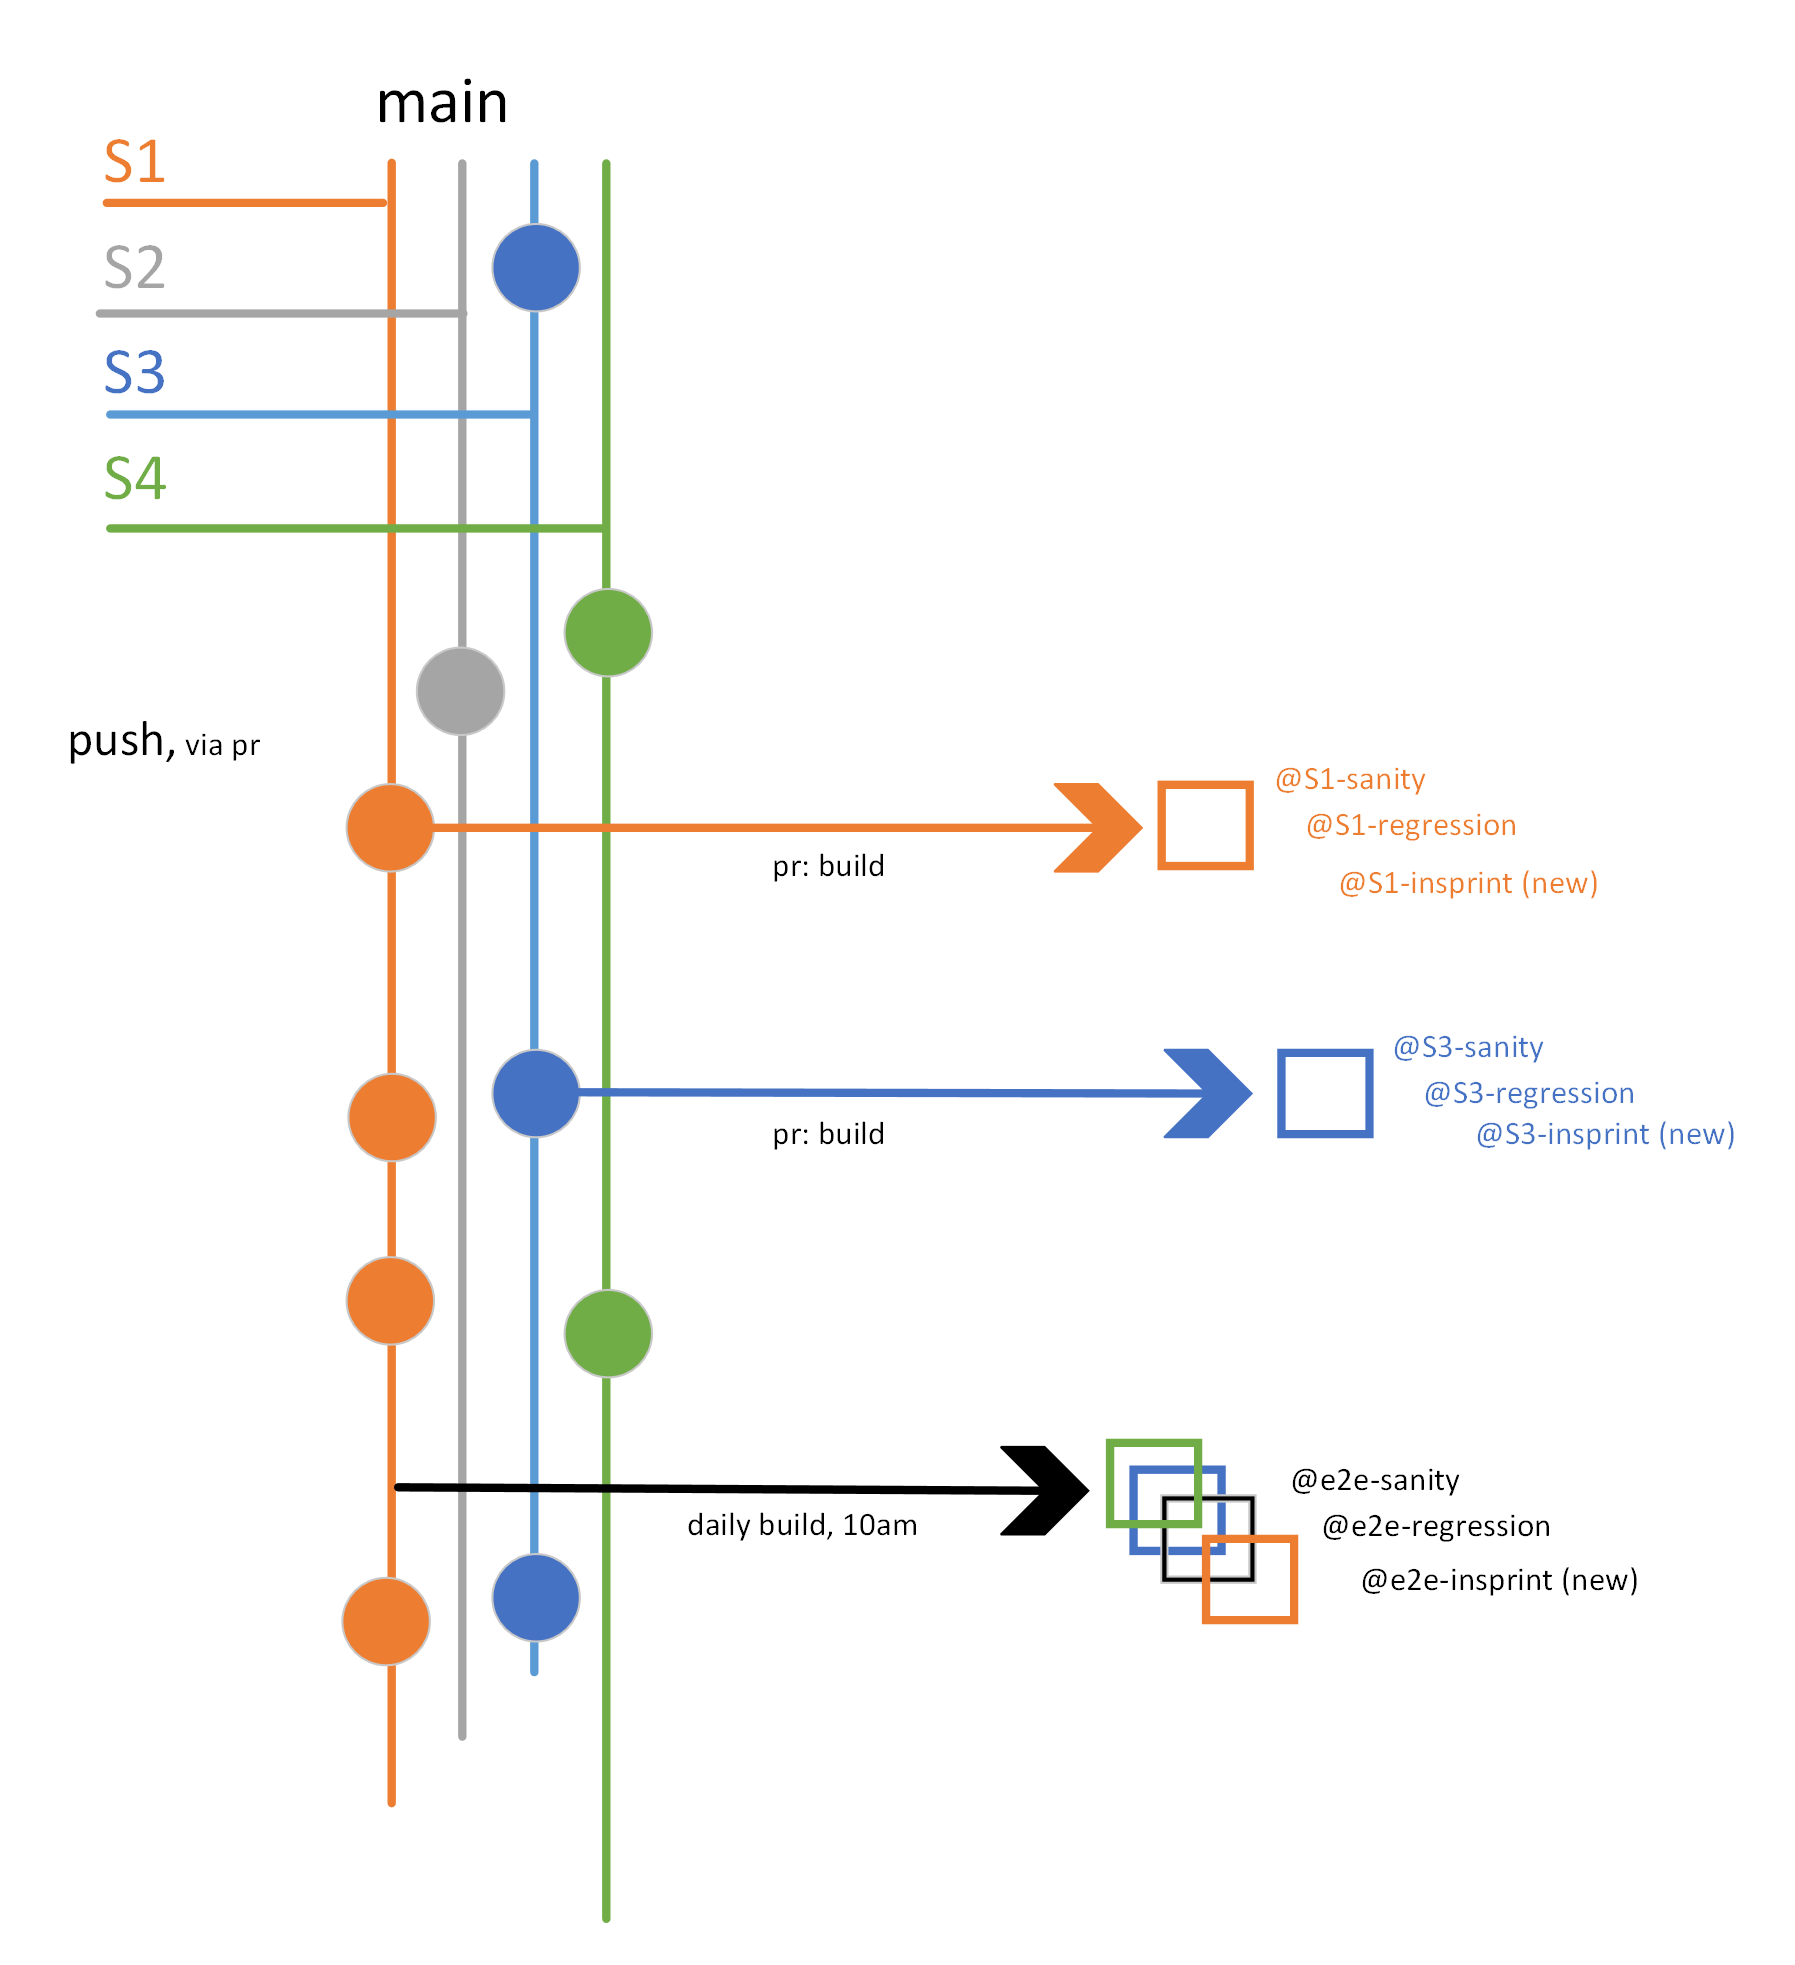 main
S1
S2
S3
S4
push, via pr
@S1-sanity
@S1-regression
pr: build
@S1-insprint (new)
@S3-sanity
@S3-regression
pr: build
@S3-insprint (new)
@e2e-sanity
daily build, 10am
@e2e-regression
@e2e-insprint (new)